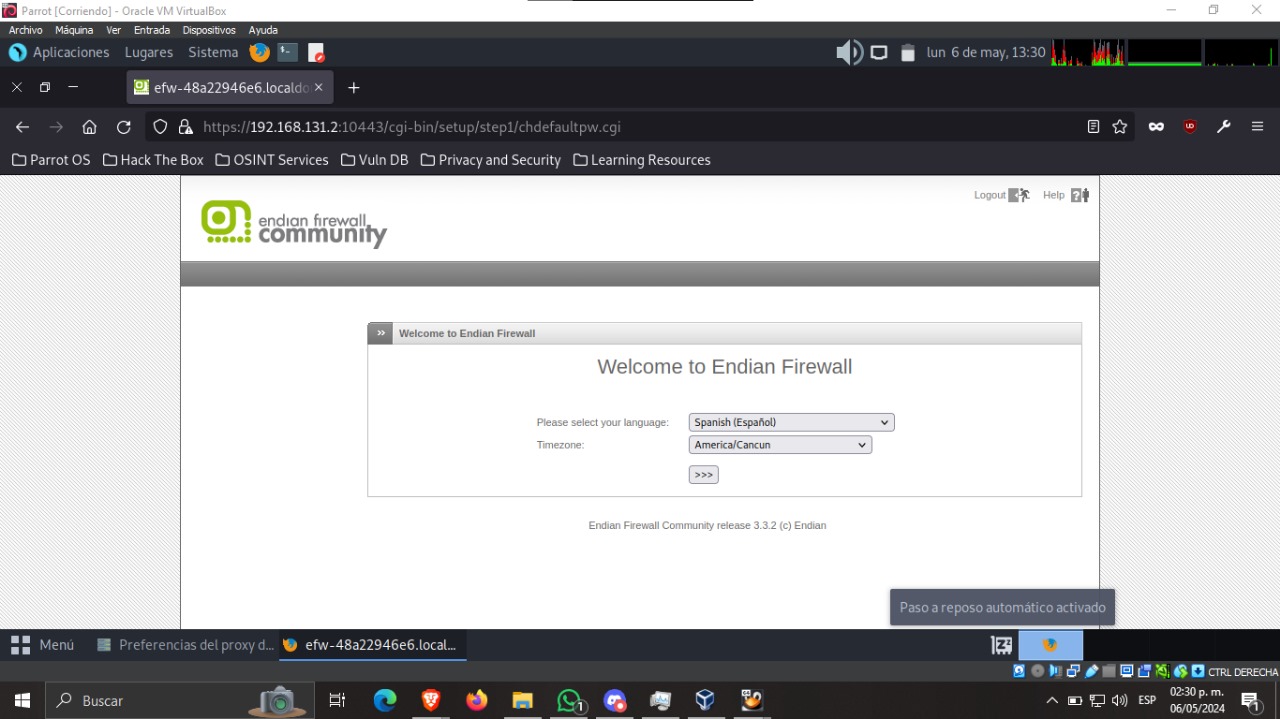 Parrot [Corriendo] - Oracle VM VirtualBox
Archivo Máquina Ver Entrada Dispositivos Ayuda
Aplicaciones Lugares Sistema lun 6 de may, 13:30
efw-48a22946e6.localdo
https://192.168.131.2:10443/cgi-bin/setup/step1/chdefaultpw.cgi
Parrot OS Hack The Box OSINT Services Vuln DB Privacy and Security Learning Resources
Logout Help
endian firewall
community
Welcome to Endian Firewall
Welcome to Endian Firewall
Please select your language: Spanish (Español)
Timezone: America/Cancun
>>>
Endian Firewall Community release 3.3.2 (c) Endian
Paso a reposo automático activado
Menú Preferencias del proxy d... efw-48a22946e6.local...
CTRL DERECHA
Buscar ESP 02:30 p. m.
06/05/2024